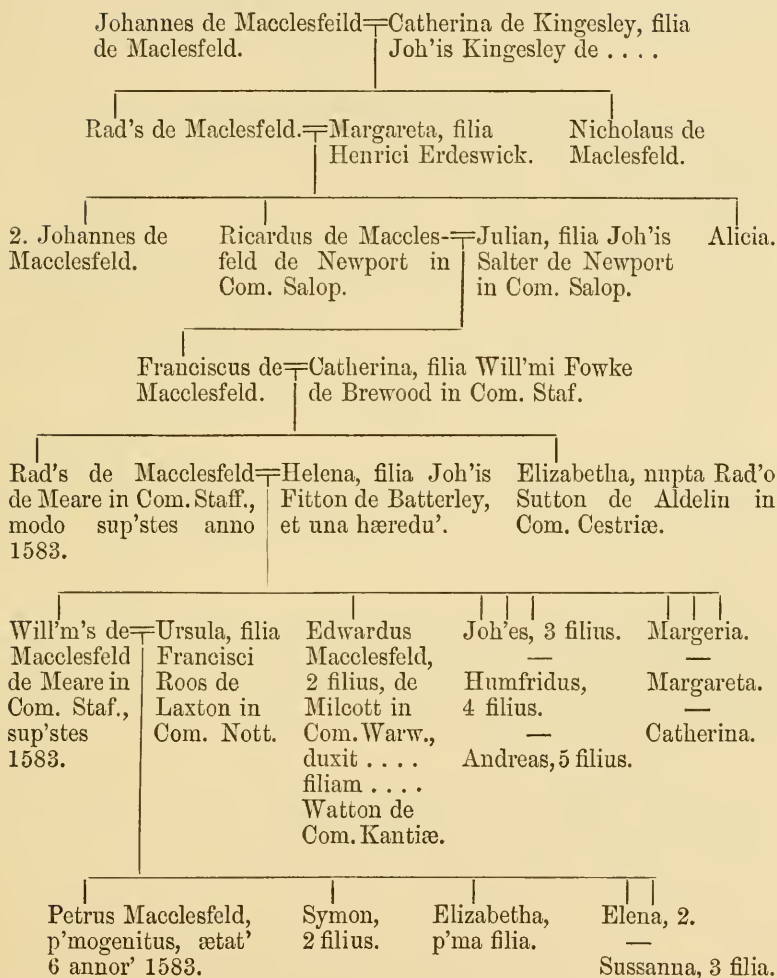 Johannes de Macclesfeild=Catherina de Kingesley, filia
de Maclesfeld.
Joh'is Kingesley de . . . .
Rad's de Maclesfeld.=Margareta, filia
Henrici Erdeswick.
Nicholaus de
Maclesfeld.
2. Johannes de
Macclesfeld.
Ricardus de Maccles-
feld de Newport in
Com. Salop.
=Julian, filia Joh'is
Salter de Newport
in Com. Salop.
Alicia.
Franciscus de
Macclesfeld.
=Catherina, filia Will'mi Fowke
de Brewood in Com. Staf.
Rad's de Macclesfeld
de Meare in Com. Staff.,
modo sup'stes anno
1583.
=Helena, filia Joh'is
Fitton de Batterley,
et una hæredu'.
Elizabetha, nupta Rad'o
Sutton de Aldelin in
Com. Cestriæ.
Will'm's de
Macclesfeld
de Meare in
Com. Staf.,
sup'stes
1583.
=Ursula, filia
Francisci
Roos de
Laxton in
Com. Nott.
Edwardus
Macclesfeld,
2 filius, de
Milcott in
Com. Warw.,
duxit . . . .
filiam . . . .
Watton de
Com. Kantiæ.
Joh'es, 3 filius.
—
Humfridus,
4 filius.
—
Andreas, 5 filius.
Margeria.
—
Margareta.
—
Catherina.
Petrus Macclesfeld,
p'mogenitus, ætat'
6 annor' 1583.
Symon,
2 filius.
Elizabetha,
p'ma filia.
Elena, 2.
—
Sussanna, 3 filia.